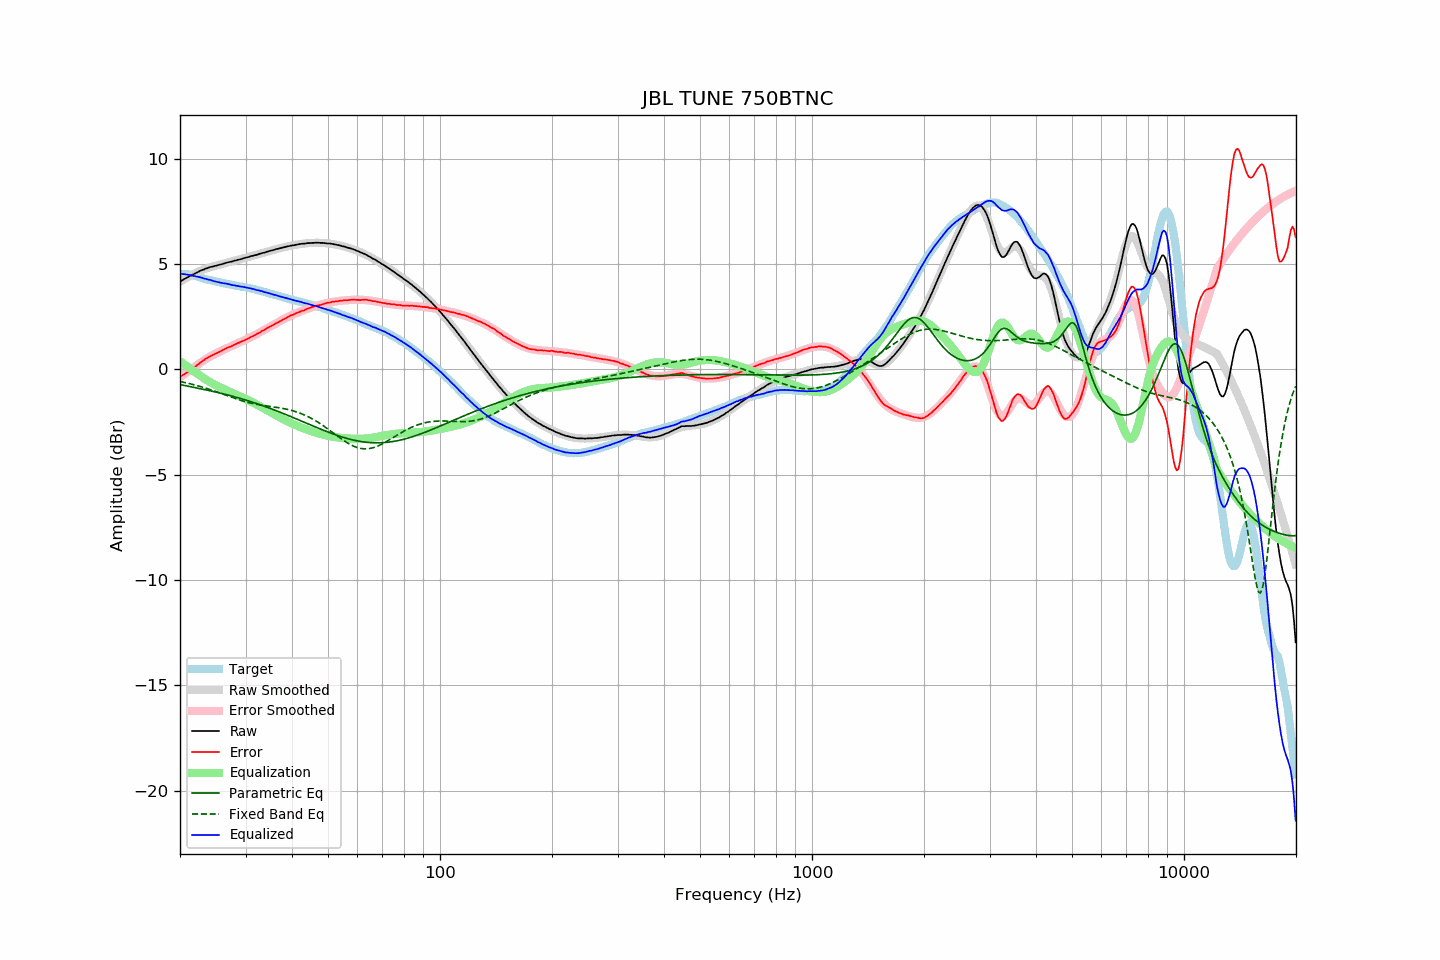 JBL TUNE 750BTNC
10
5
0
−5
−10
−15
−20
Amplitude (dBr)
Target
Raw Smoothed
Error Smoothed
Raw
Error
Equalization
Parametric Eq
Fixed Band Eq
Equalized
100
1000
10000
Frequency (Hz)